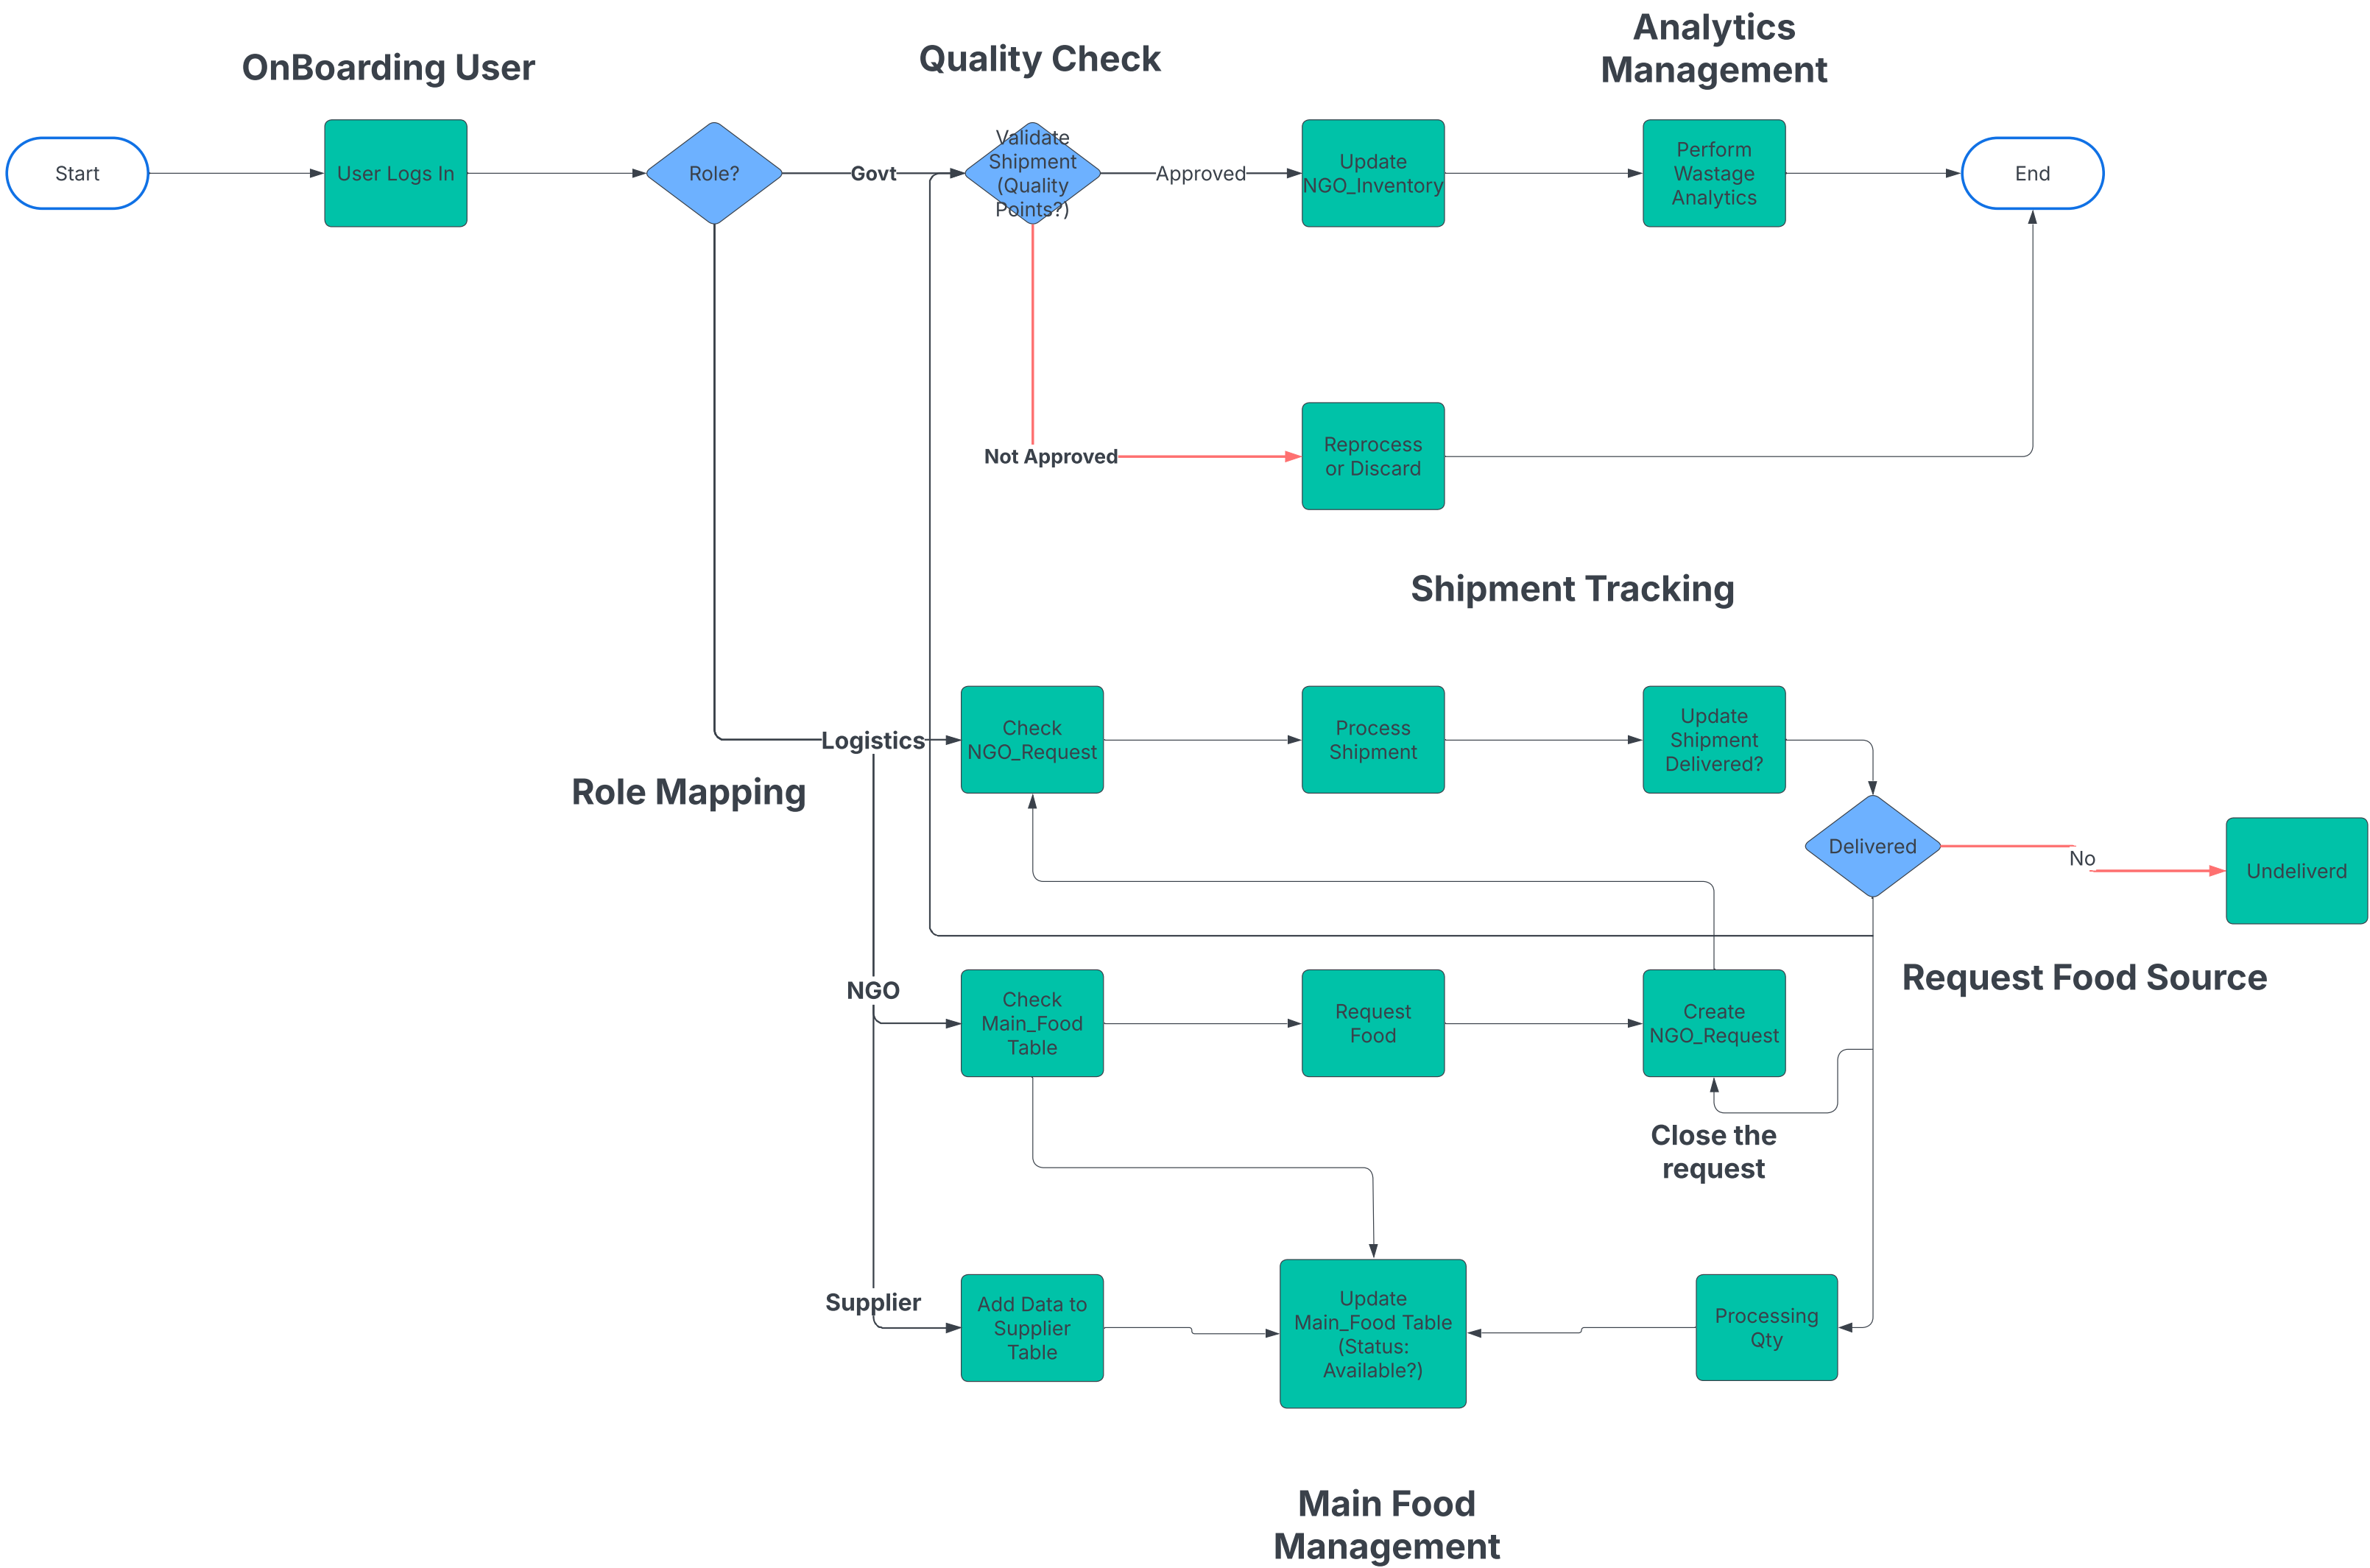 Analytics
Management
OnBoarding User
Quality Check
Start
User Logs In
Role?
Govt
Validate
Shipment
(Quality
Points?)
Approved
Update
NGO_Inventory
Perform
Wastage
Analytics
End
Not Approved
Reprocess
or Discard
Shipment Tracking
Logistics
Check
NGO_Request
Process
Shipment
Update
Shipment
Delivered?
Role Mapping
Delivered
No
Undeliverd
Request Food Source
NGO
Check
Main_Food
Table
Request
Food
Create
NGO_Request
Close the
request
Supplier
Add Data to
Supplier
Table
Update
Main_Food Table
(Status:
Available?)
Processing
Qty
Main Food
Management